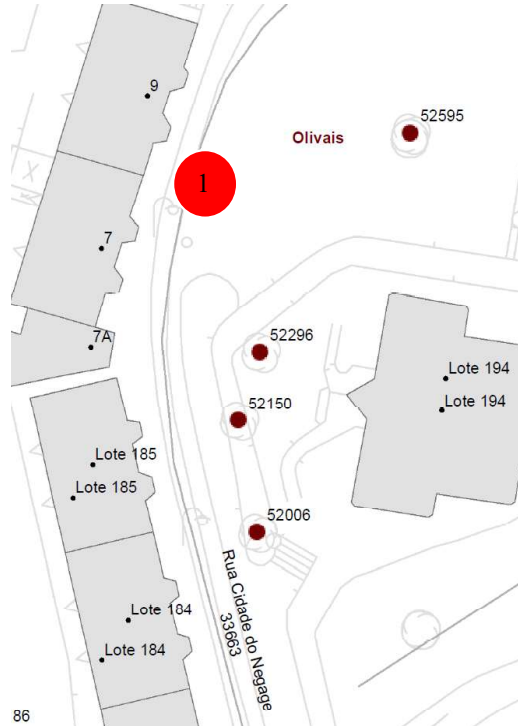 9
52595
Olivais
1
7
7A
52296
Lote 194
Lote 194
52150
Lote 185
Lote 185
52006
Rua Cidade do Negage
33663
Lote 184
Lote 184
86